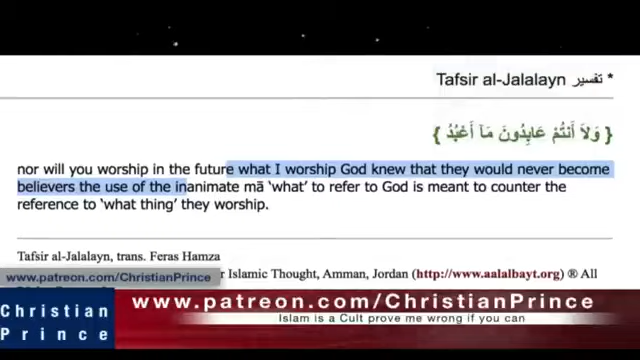 * تفسير Tafsir al-Jalalayn
{ وَلاَ أَنتُمْ عَابِدُونَ مَآ أَعْبُدُ }
nor will you worship in the future what I worship God knew that they would never become
believers the use of the inanimate mā ‘what’ to refer to God is meant to counter the
reference to ‘what thing’ they worship.
Tafsir al-Jalalayn, trans. Feras Hamza
r Islamic Thought, Amman, Jordan (http://www.aalalbayt.org) ® All
www.patreon.com/ChristianPrince
www.patreon.com/ChristianPrince
Islam is a Cult prove me wrong if you can
Christian
Prince